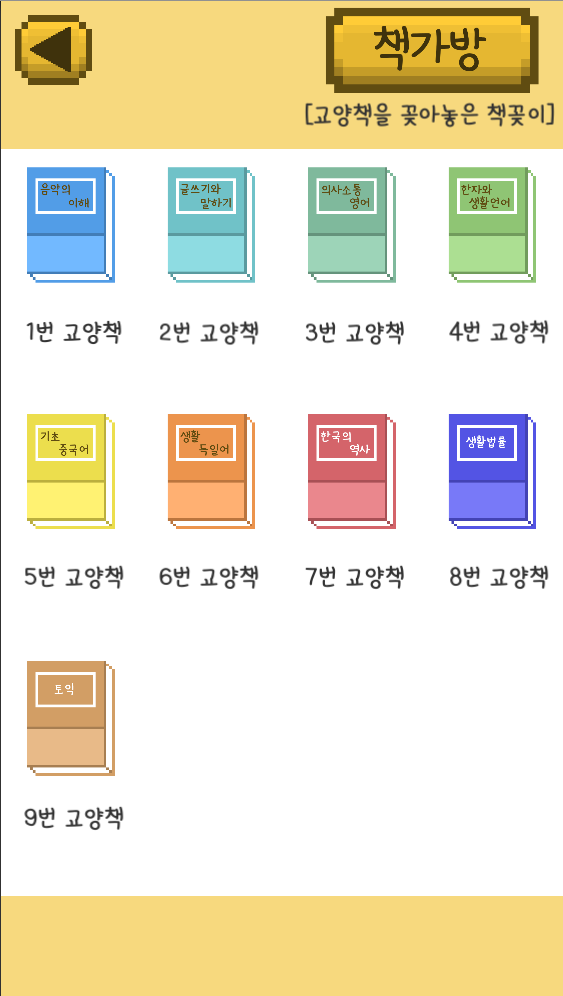 책가방
[고양책을 꽂아놓은 책꽂이]
음악의
이해
글쓰기와
말하기
의사소통
영어
한자와
생활언어
1번 고양책
2번 고양책
3번 고양책
4번 고양책
기초
중국어
생활
독일어
한국의
역사
생활법률
5번 고양책
6번 고양책
7번 고양책
8번 고양책
토익
9번 고양책